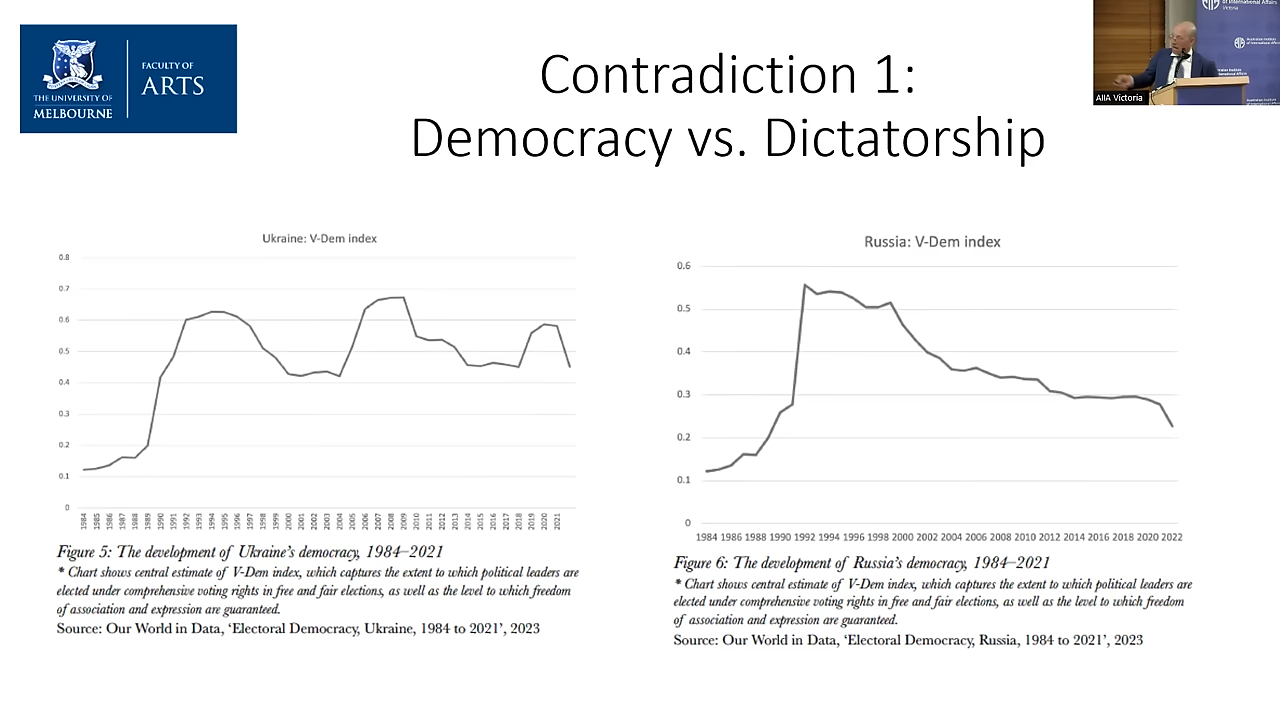 THE UNIVERSITY OF
MELBOURNE
FACULTY OF
ARTS
Contradiction 1:
Democracy vs. Dictatorship
of International Affairs
Victoria
Australian Institute
of International Affairs
AIIA Victoria
Ukraine: V-Dem index
0.8
0.7
0.6
0.5
0.4
0.3
0.2
0.1
0
1984 1985 1986 1987 1988 1989 1990 1991 1992 1993 1994 1995 1996 1997 1998 1999 2000 2001 2002 2003 2004 2005 2006 2007 2008 2009 2010 2011 2012 2013 2014 2015 2016 2017 2018 2019 2020 2021
Figure 5: The development of Ukraine's democracy, 1984–2021
* Chart shows central estimate of V-Dem index, which captures the extent to which political leaders are
elected under comprehensive voting rights in free and fair elections, as well as the level to which freedom
of association and expression are guaranteed.
Source: Our World in Data, 'Electoral Democracy, Ukraine, 1984 to 2021', 2023
Russia: V-Dem index
0.6
0.5
0.4
0.3
0.2
0.1
0
1984 1986 1988 1990 1992 1994 1996 1998 2000 2002 2004 2006 2008 2010 2012 2014 2016 2018 2020 2022
Figure 6: The development of Russia's democracy, 1984–2021
* Chart shows central estimate of V-Dem index, which captures the extent to which political leaders are
elected under comprehensive voting rights in free and fair elections, as well as the level to which freedom
of association and expression are guaranteed.
Source: Our World in Data, 'Electoral Democracy, Russia, 1984 to 2021', 2023